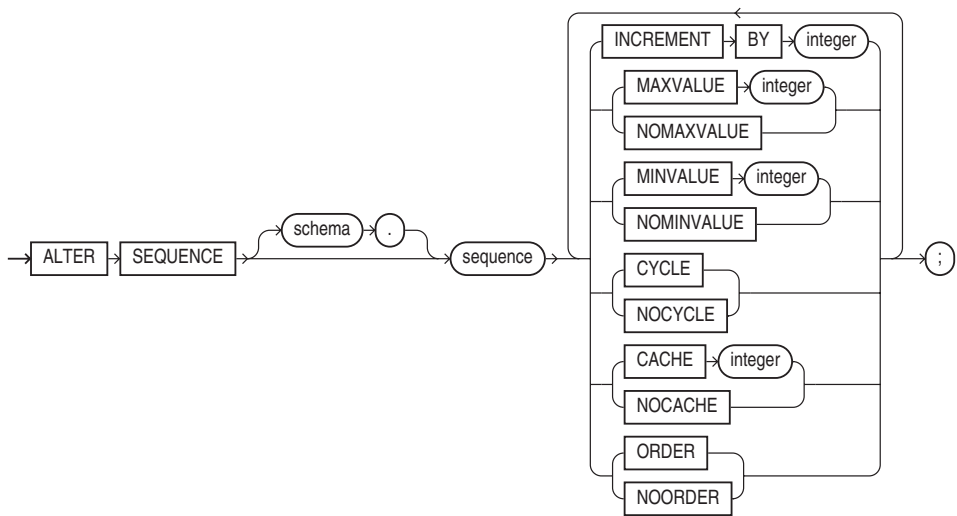 INCREMENT BY integer
MAXVALUE integer
NOMAXVALUE
MINVALUE integer
NOMINVALUE
schema .
ALTER SEQUENCE sequence ;
CYCLE
NOCYCLE
CACHE integer
NOCACHE
ORDER
NOORDER